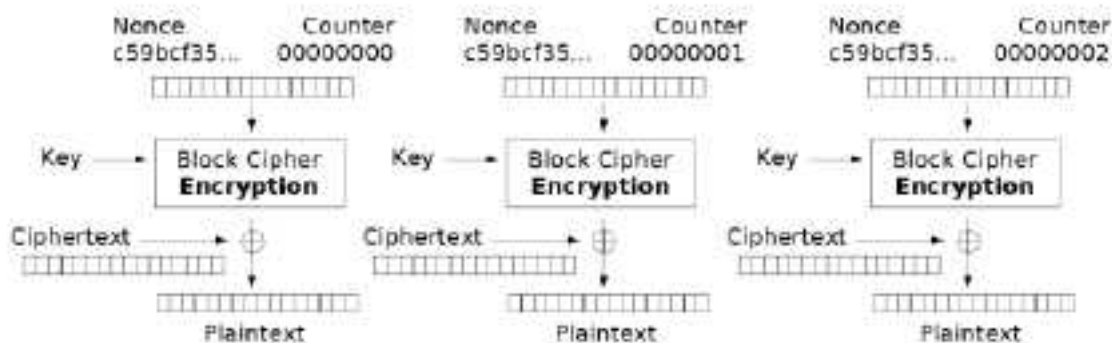 Nonce Counter Nonce Counter Nonce Counter
c59bcf35... 00000000 c59bcf35... 00000001 c59bcf35... 00000002
Key Block Cipher Encryption Key Block Cipher Encryption Key Block Cipher Encryption
Ciphertext Ciphertext Ciphertext
Plaintext Plaintext Plaintext